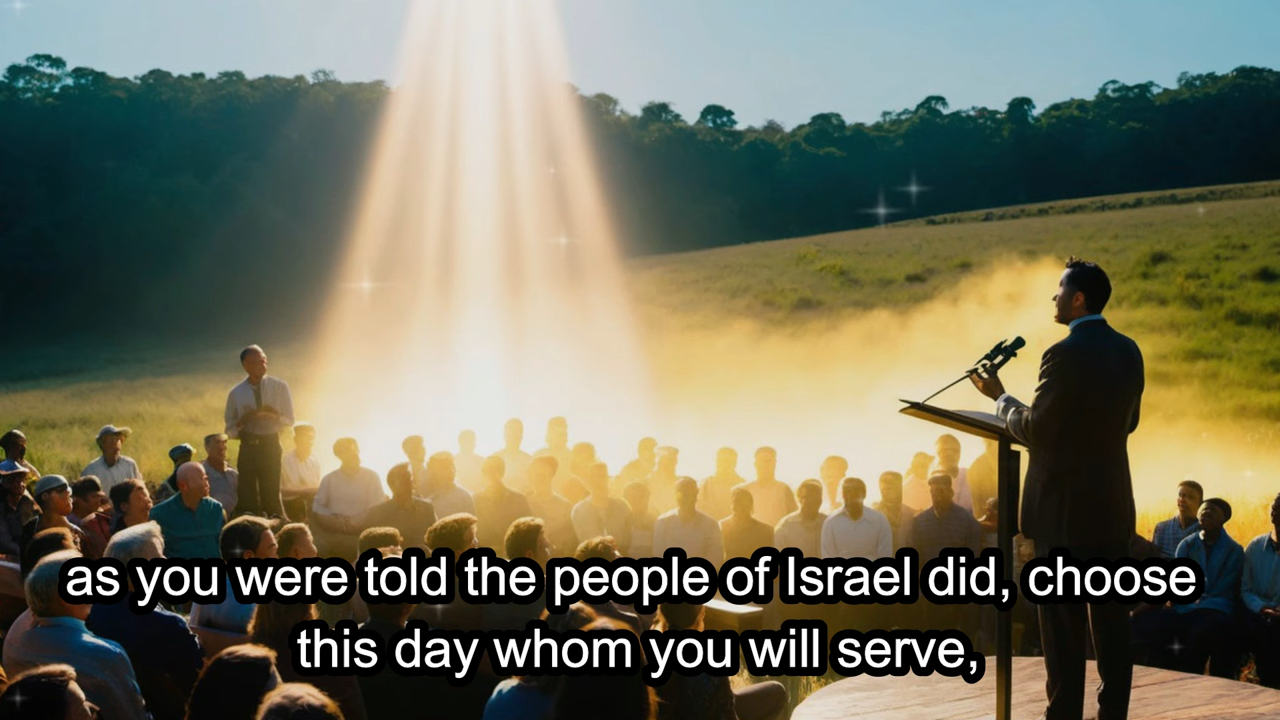 as you were told the people of Israel did, choose
this day whom you will serve,